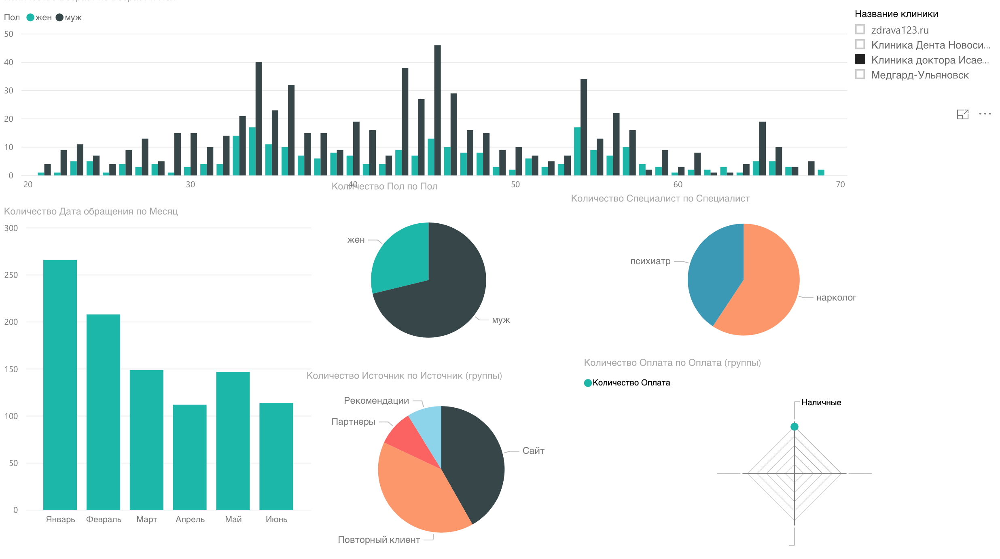 Пол жен муж
50
40
30
20
10
0
20 30 40 50 60 70
Название клиники
zdrava123.ru
Клиника Дента Новоси...
Клиника доктора Исае...
Медгард-Ульяновск
Количество Дата обращения по Месяц
300
250
200
150
100
50
0
Январь Февраль Март Апрель Май Июнь
Количество Пол по Пол
жен
муж
Количество Специалист по Специалист
психиатр
нарколог
Количество Источник по Источник (группы)
Рекомендации
Партнеры
Сайт
Повторный клиент
Количество Оплата по Оплата (группы)
Количество Оплата
Наличные